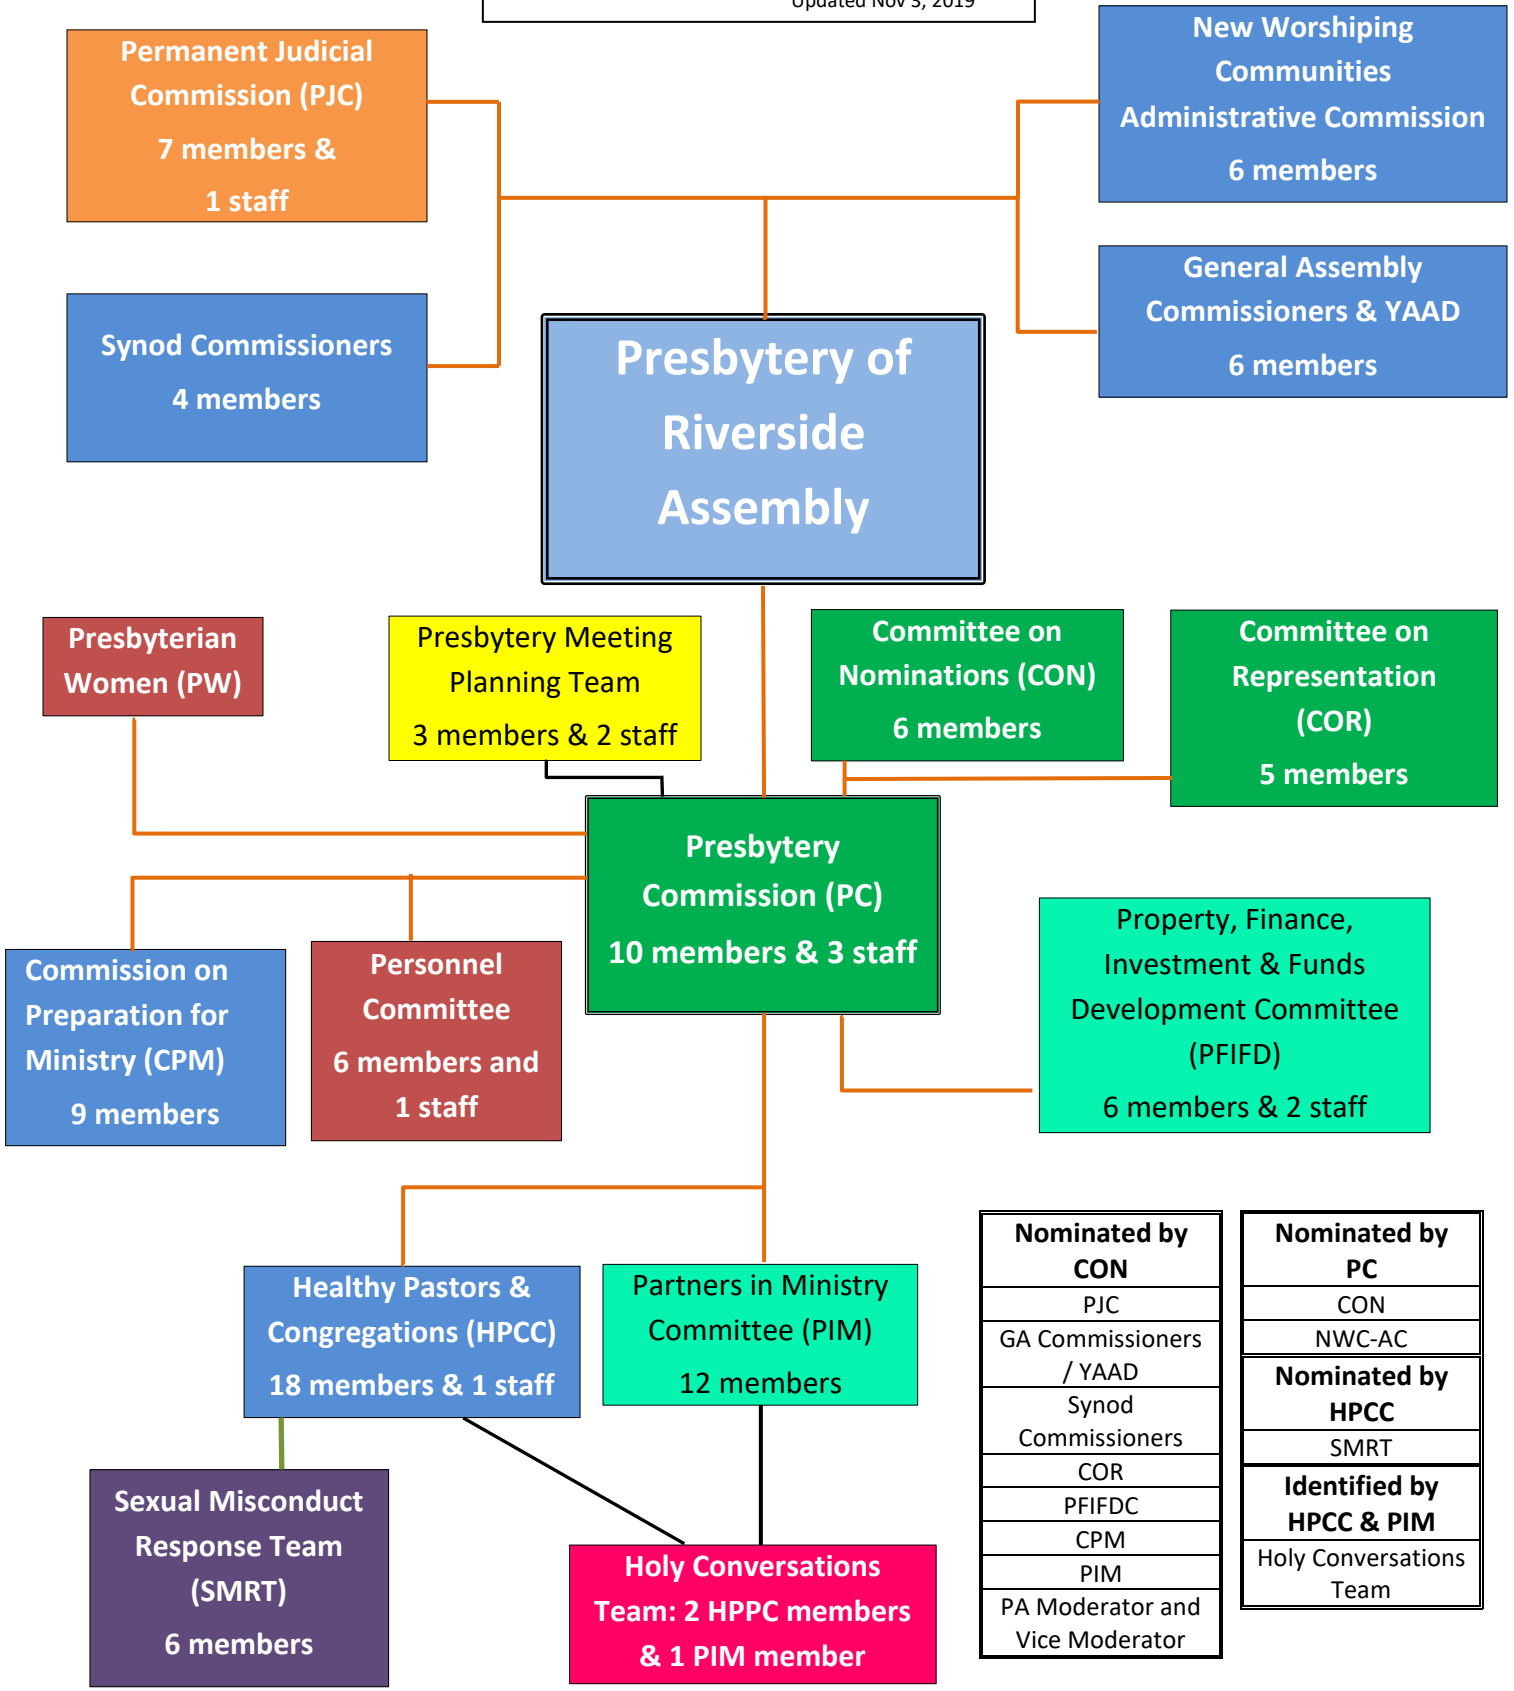 Updated Nov 3, 2019
Permanent Judicial
Commission (PJC)
7 members &
1 staff
New Worshiping
Communities
Administrative Commission
6 members
Synod Commissioners
4 members
General Assembly
Commissioners & YAAD
6 members
Presbytery of
Riverside
Assembly
Presbyterian
Women (PW)
Presbytery Meeting
Planning Team
3 members & 2 staff
Committee on
Nominations (CON)
6 members
Committee on
Representation
(COR)
5 members
Presbytery
Commission (PC)
10 members & 3 staff
Commission on
Preparation for
Ministry (CPM)
9 members
Personnel
Committee
6 members and
1 staff
Property, Finance,
Investment & Funds
Development Committee
(PFIFD)
6 members & 2 staff
Healthy Pastors &
Congregations (HPCC)
18 members & 1 staff
Partners in Ministry
Committee (PIM)
12 members
Sexual Misconduct
Response Team
(SMRT)
6 members
Holy Conversations
Team: 2 HPPC members
& 1 PIM member
Nominated by
CON
PJC
GA Commissioners
/ YAAD
Synod
Commissioners
COR
PFIFDC
CPM
PIM
PA Moderator and
Vice Moderator
Nominated by
PC
CON
NWC-AC
Nominated by
HPCC
SMRT
Identified by
HPCC & PIM
Holy Conversations
Team